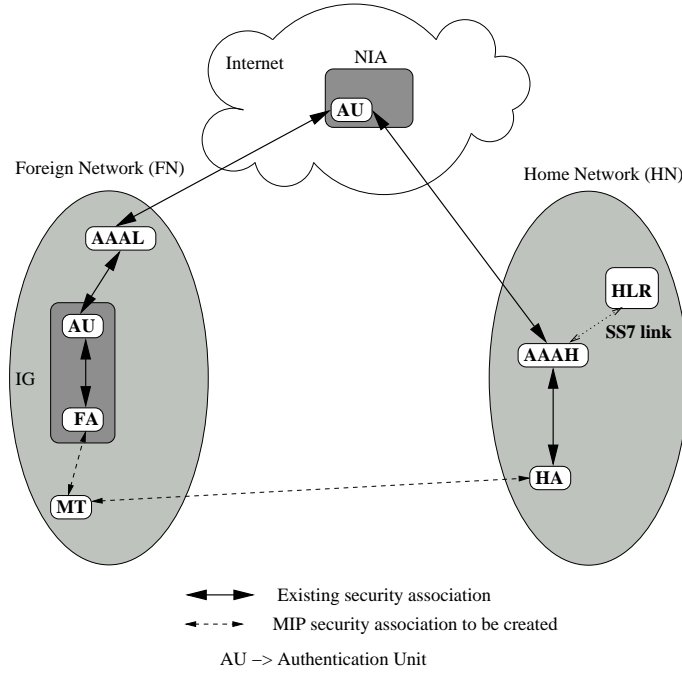 Internet
NIA
AU
Foreign Network (FN)
Home Network (HN)
AAAL
HLR
AU
SS7 link
AAAH
IG
FA
HA
MT
Existing security association
MIP security association to be created
AU −> Authentication Unit